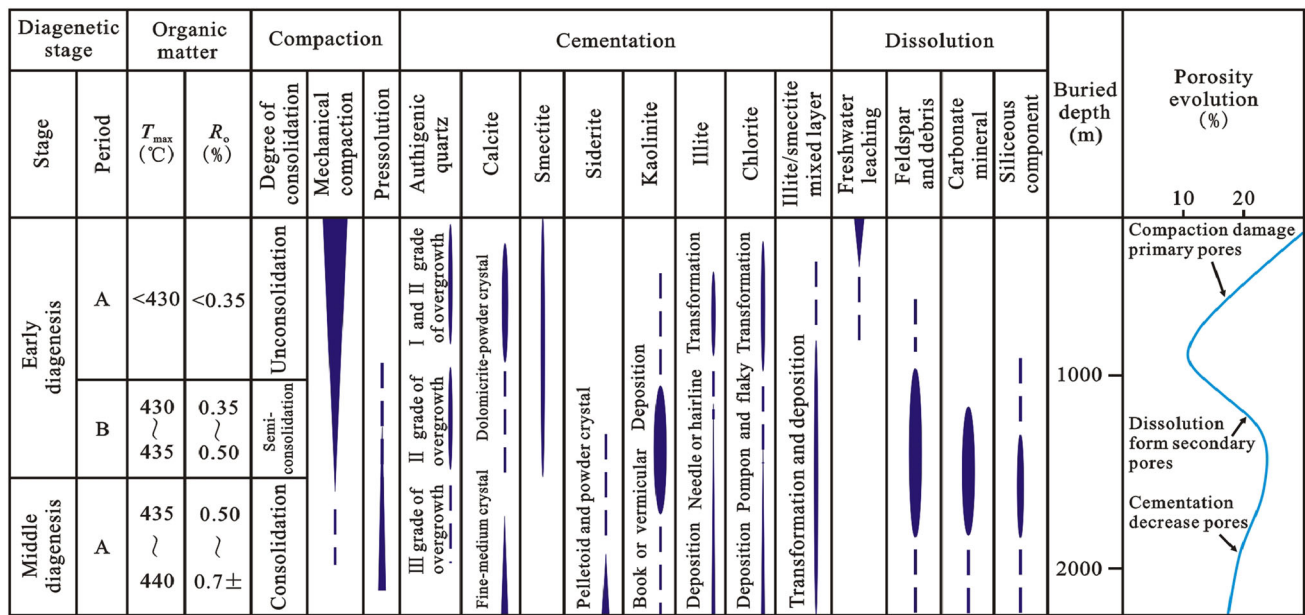 Diagenetic
stage
Organic
matter
Compaction
Cementation
Dissolution
Buried
depth
(m)
Porosity
evolution
(%)
Stage
Period
Tmax
(℃)
Ro
(%)
Degree of
consolidation
Mechanical
compaction
Pressolution
Authigenic
quartz
Calcite
Smectite
Siderite
Kaolinite
Illite
Chlorite
Illite/smectite
mixed layer
Freshwater
leaching
Feldspar
and debris
Carbonate
mineral
Siliceous
component
10 20
Early
diagenesis
A
<430
<0.35
Unconsolidation
I and II grade
of overgrowth
Dolomicrite-powder crystal
Transformation
Transformation
Compaction damage
primary pores
1000
B
430
~
435
0.35
~
0.50
Semi-
consolidation
II grade of
overgrowth
Book or vermicular Deposition
Needle or hairline
Pompon and flaky
Transformation and deposition
Dissolution
form secondary
pores
Middle
diagenesis
A
435
~
440
0.50
~
0.7±
Consolidation
III grade of
overgrowth
Fine-medium crystal
Pelletoid and powder crystal
Deposition
Deposition
Cementation
decrease pores
2000